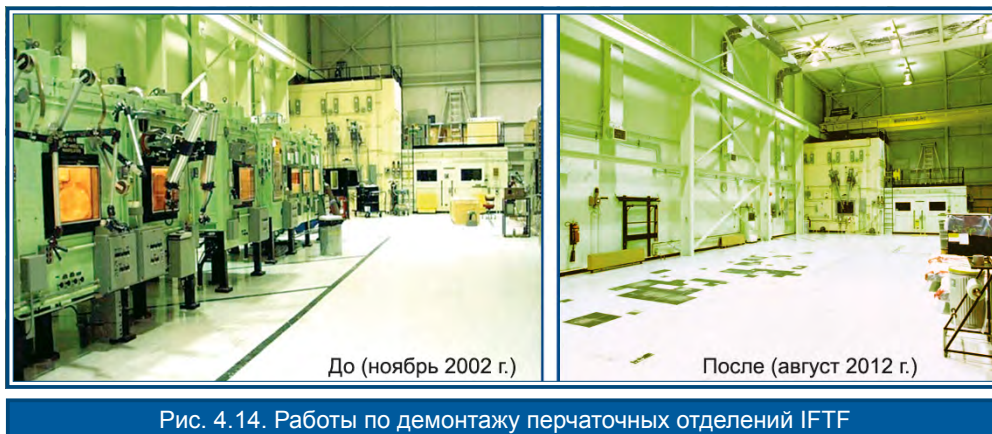 До (ноябрь 2002 г.)
После (август 2012 г.)
Рис. 4.14. Работы по демонтажу перчаточных отделений IFTF